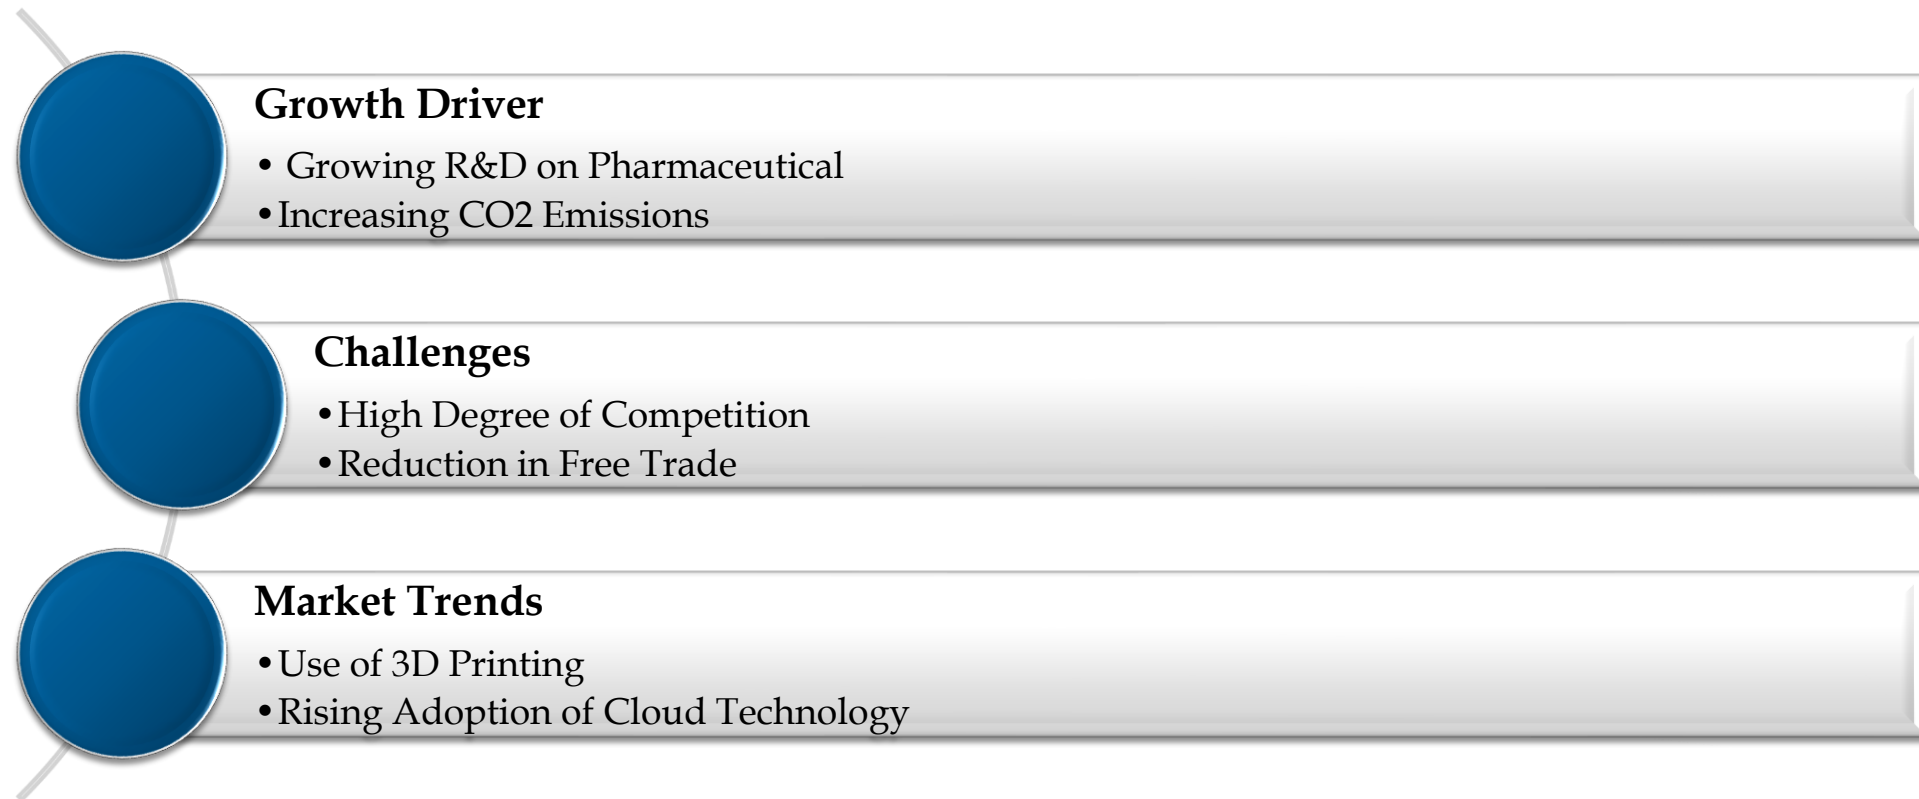 Growth Driver
• Growing R&D on Pharmaceutical
•Increasing CO2 Emissions
Challenges
•High Degree of Competition
•Reduction in Free Trade
Market Trends
•Use of 3D Printing
•Rising Adoption of Cloud Technology